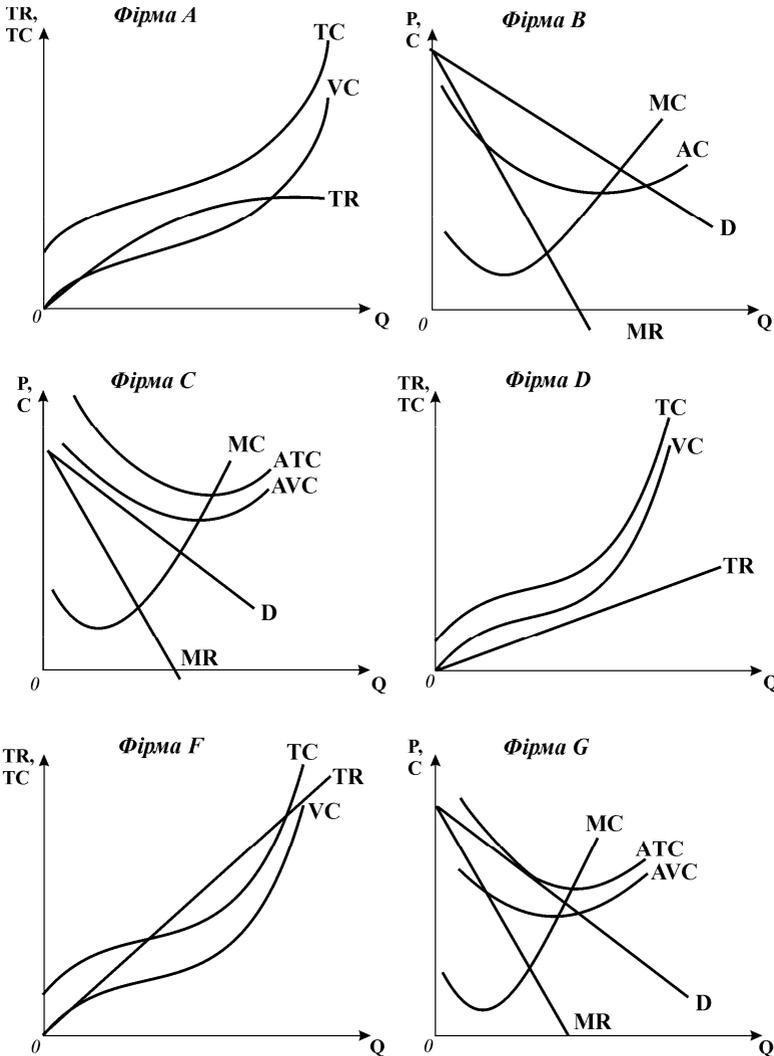 TR,
TC
Фірма A
TC
VC
TR
0
Q
P,
C
Фірма B
MC
AC
D
0
MR
Q
P,
C
Фірма C
MC
ATC
AVC
D
MR
0
Q
TR,
TC
Фірма D
TC
VC
TR
0
Q
TR,
TC
Фірма F
TC
TR
VC
0
Q
P,
C
Фірма G
MC
ATC
AVC
D
MR
0
Q